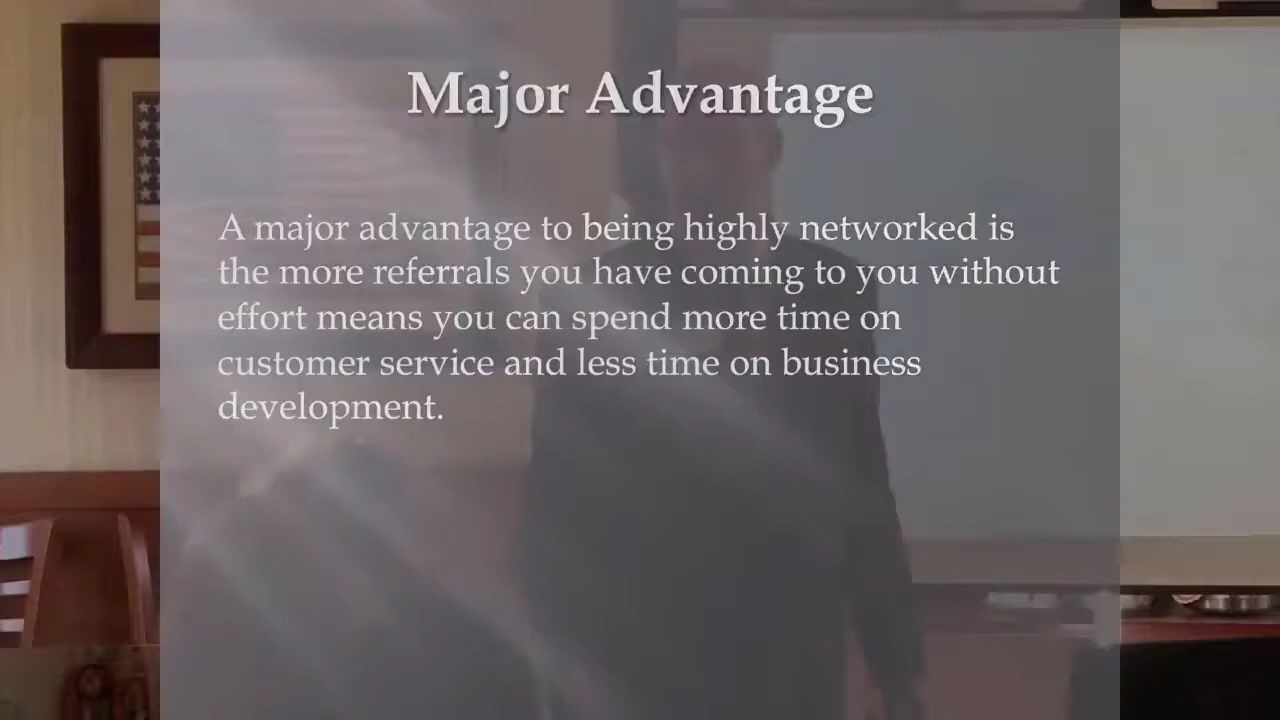 Major Advantage
A major advantage to being highly networked is
the more referrals you have coming to you without
effort means you can spend more time on
customer service and less time on business
development.